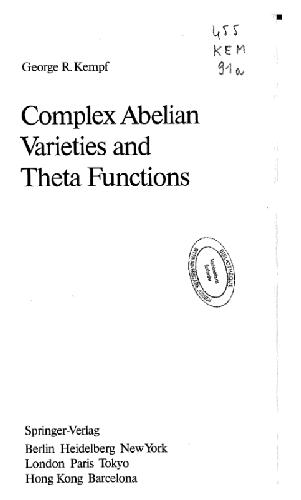 455
KEM
91a
George R. Kempf
Complex Abelian
Varieties and
Theta Functions
BIBLIOTHEQUE
Springer-Verlag
Berlin Heidelberg New York
London Paris Tokyo
Hong Kong Barcelona